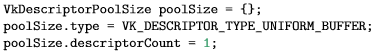 VkDescriptorPoolSize poolSize = {};
poolSize.type = VK_DESCRIPTOR_TYPE_UNIFORM_BUFFER;
poolSize.descriptorCount = 1;